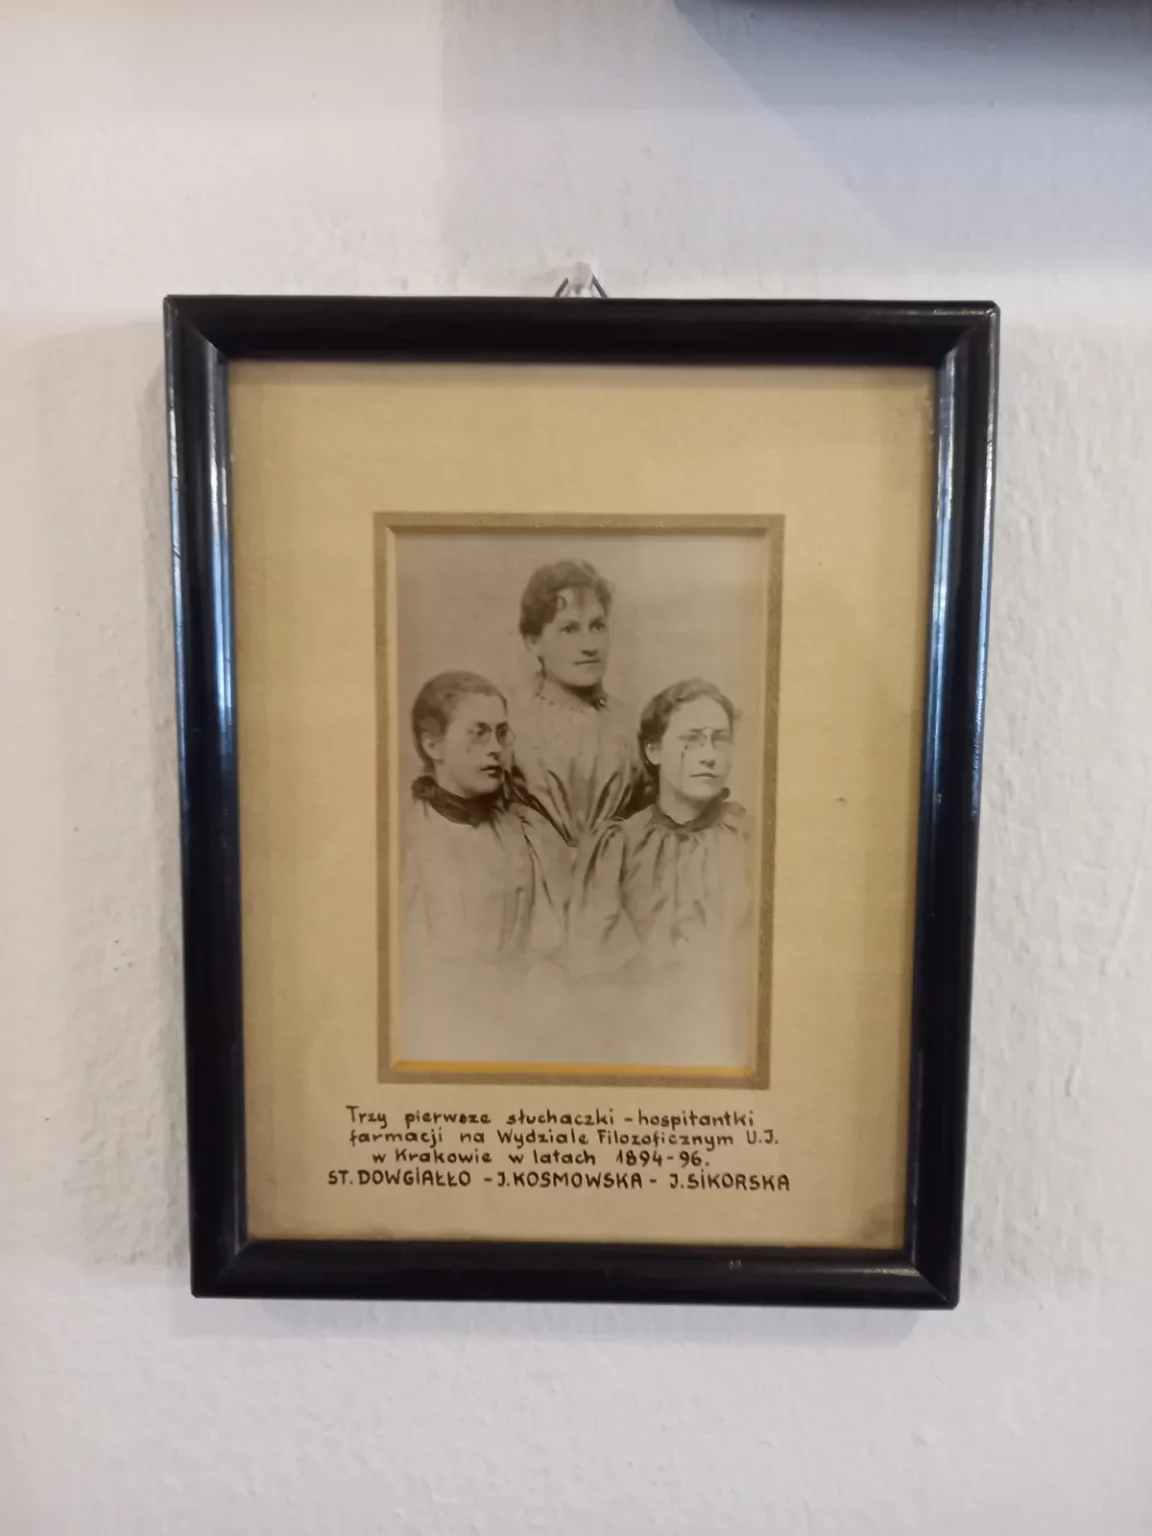 Trzy pierwsze słuchaczki - hospitantki
farmacji na Wydziale Filozoficznym U.J.
w Krakowie w latach 1894-96.
ST. DOWGIAŁŁO - J. KOSMOWSKA - J. SIKORSKA